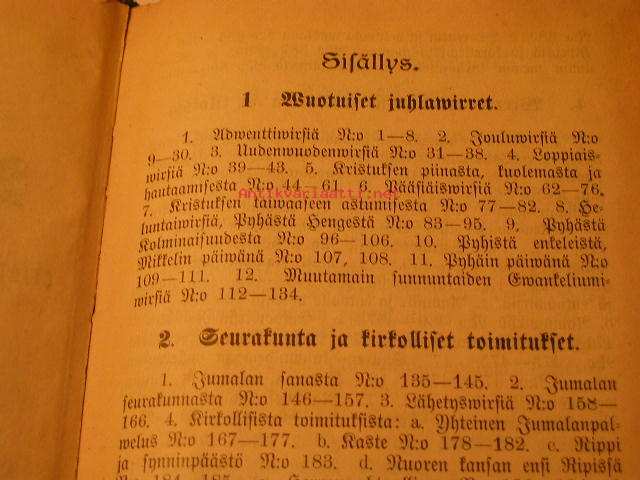 Sisällys.
1 Wuotuiset juhlawirret.
1. Adwenttiwirsiä N:o 1—8. 2. Jouluwirsiä N:o
9—30. 3. Uudenwuodenwirsiä N:o 31—38. 4. Loppiais-
wirsiä N:o 39—43. 5. Kristuksen piinasta, kuolemasta ja
hautaamisesta N:o 44—61. 6. Pääsiäiswirsiä N:o 62—76.
7. Kristuksen taiwaaseen astumisesta N:o 77—82. 8. He-
luntaiwirsiä, Pyhästä Hengestä N:o 83—95. 9. Pyhästä
Kolminaisuudesta N:o 96—106. 10. Pyhistä enkeleistä,
Mikkelin päiwänä N:o 107, 108. 11. Pyhäin päiwänä N:o
109—111. 12. Muutamain sunnuntaiden Ewankeliumi-
wirsiä N:o 112—134.
2. Seurakunta ja kirkolliset toimitukset.
1. Jumalan sanasta N:o 135—145. 2. Jumalan
seurakunnasta N:o 146—157. 3. Lähetyswirsiä N:o 158—
166. 4. Kirkollisista toimituksista: a. Yhteinen Jumalanpal-
welus N:o 167—177. b. Kaste N:o 178—182. c. Rippi
ja synninpäästö N:o 183. d. Nuoren kansan ensi Ripissä